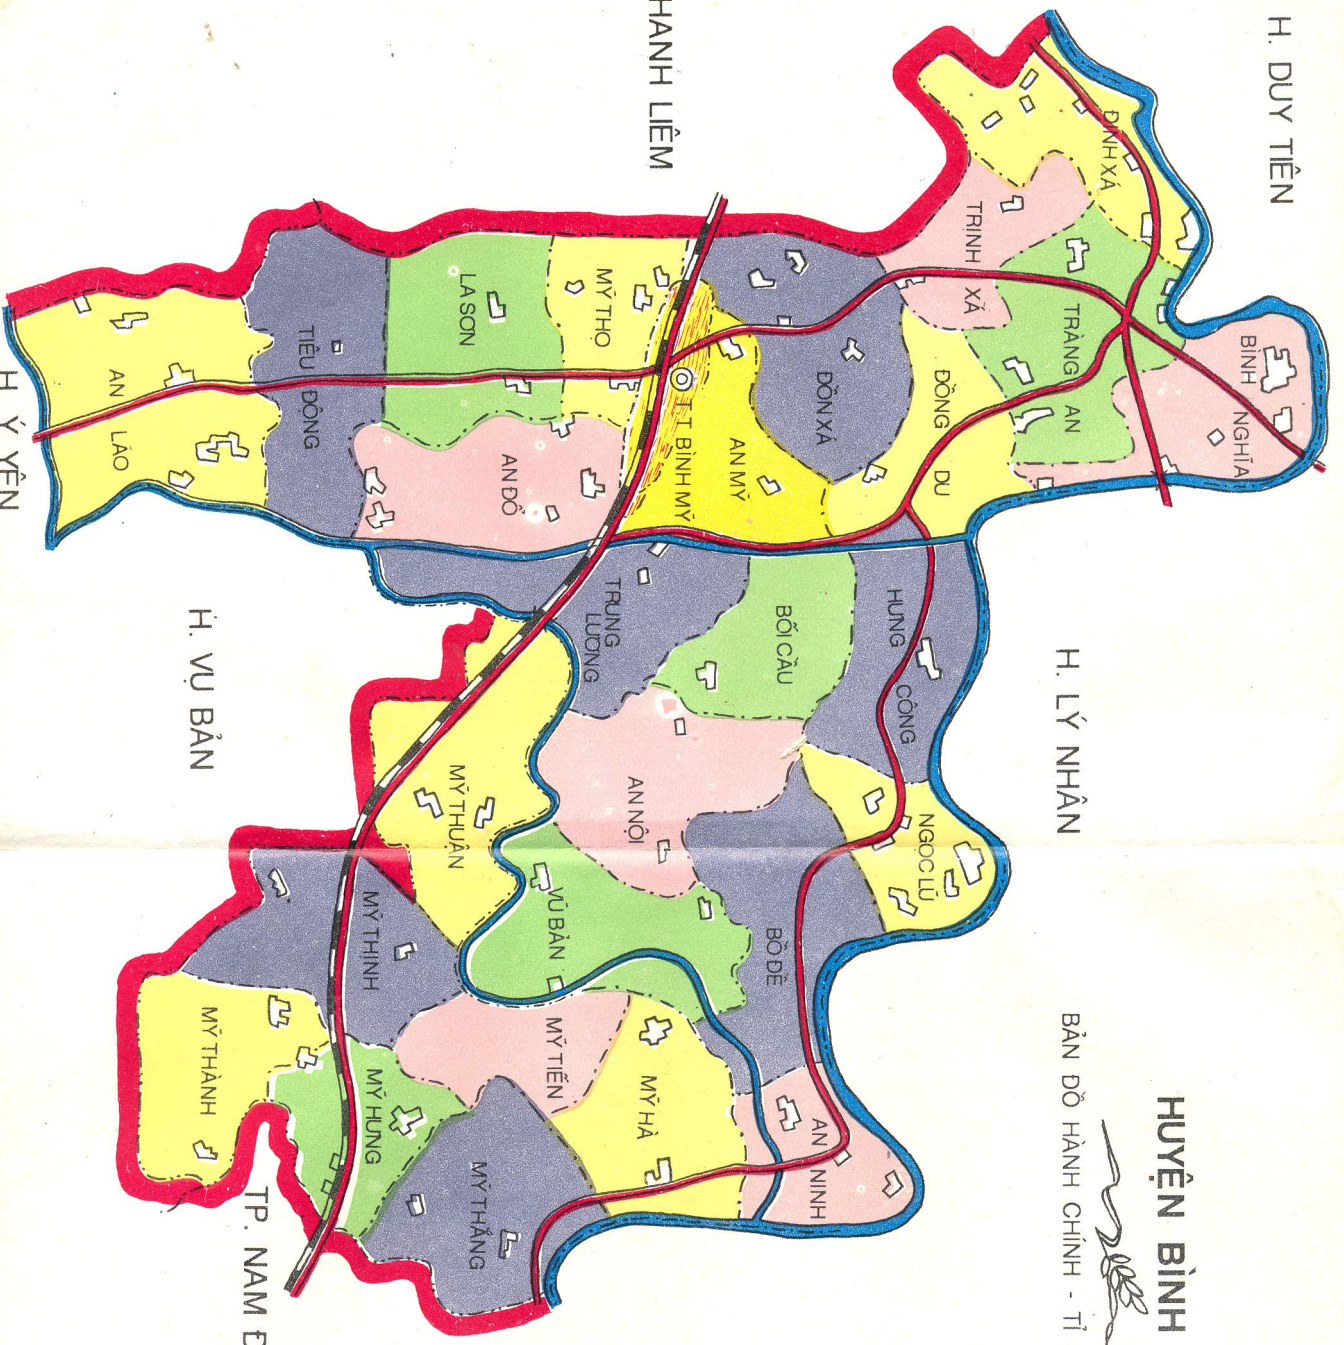 HUYỆN BÌNH
BẢN ĐỒ HÀNH CHÍNH - TỈ
H. DUY TIÊN
H. LÝ NHÂN
HANH LIÊM
H. VỤ BẢN
H. Ý YÊN
TP. NAM Đ
ĐINH XÁ
TRỊNH XÁ
TRÀNG AN
BÌNH NGHĨA
ĐỒNG DU
ĐỒN XÁ
AN MỸ
T.T. BÌNH MỸ
MỸ THỌ
LA SƠN
AN ĐỔ
TIÊU ĐỘNG
AN LÃO
HƯNG CÔNG
BỐI CẦU
TRUNG
LƯƠNG
NGỌC LŨ
AN NỘI
BỒ ĐỀ
VŨ BẢN
MỸ THUẬN
MỸ THỊNH
MỸ THÀNH
MỸ TIẾN
MỸ HÀ
AN NINH
MỸ HƯNG
MỸ THẮNG